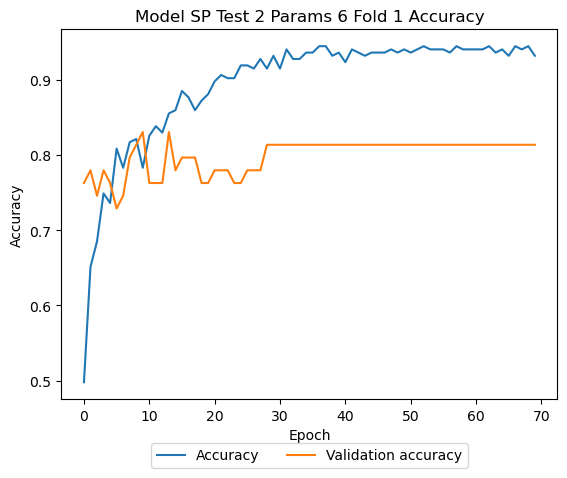 Model SP Test 2 Params 6 Fold 1 Accuracy
Accuracy
0.9
0.8
0.7
0.6
0.5
0 10 20 30 40 50 60 70
Epoch
Accuracy Validation accuracy